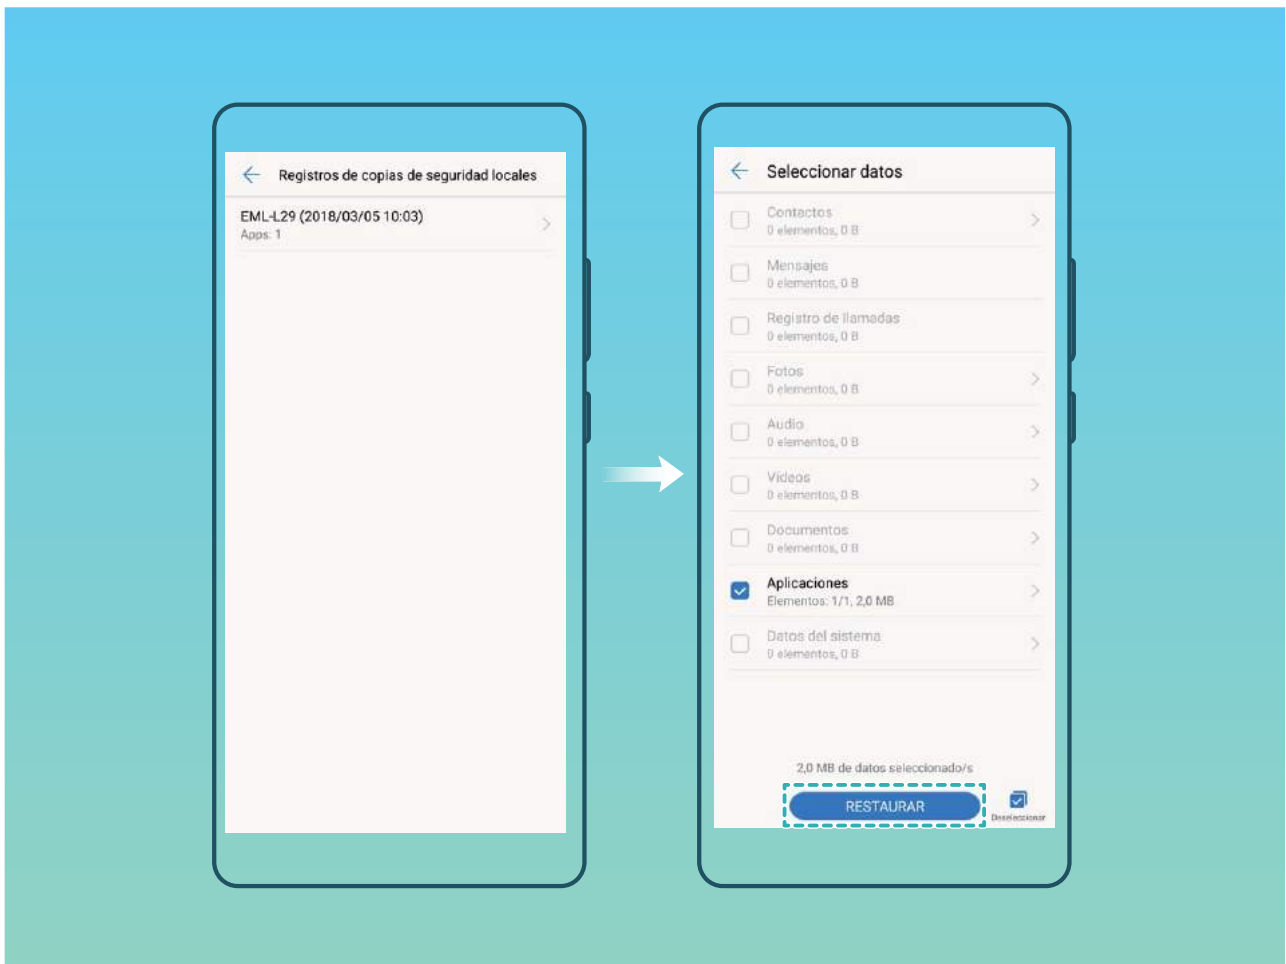 Registros de copias de seguridad locales
EML-L29 (2018/03/05 10:03)
Apps: 1
Seleccionar datos
Contactos
0 elementos, 0 B
Mensajes
0 elementos, 0 B
Registro de llamadas
0 elementos, 0 B
Fotos
0 elementos, 0 B
Audio
0 elementos, 0 B
Vídeos
0 elementos, 0 B
Documentos
0 elementos, 0 B
Aplicaciones
Elementos: 1/1, 2,0 MB
Datos del sistema
0 elementos, 0 B
2,0 MB de datos seleccionado/s
RESTAURAR
Deseleccionar